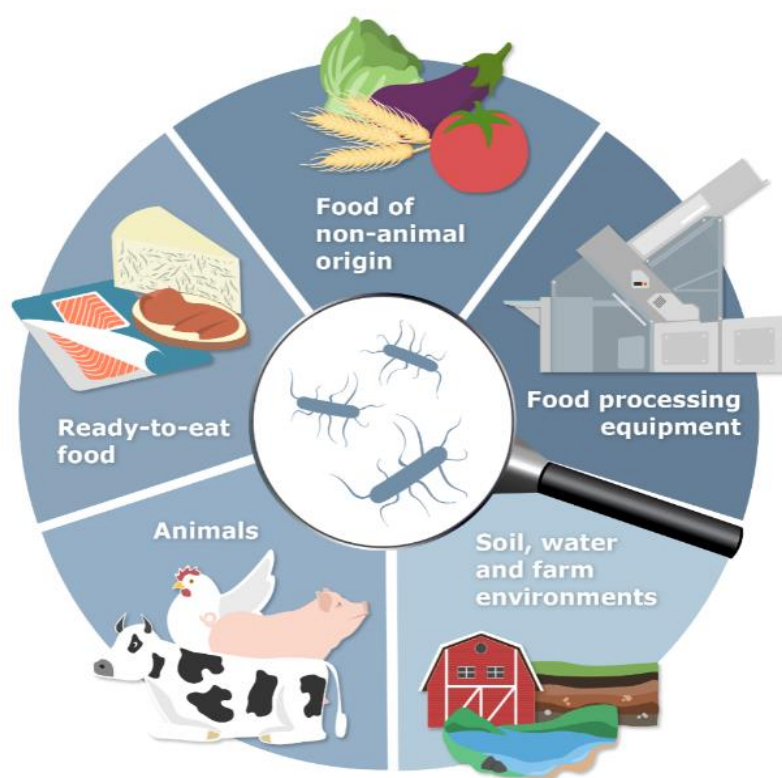 Food of
non-animal
origin
Food processing
equipment
Ready-to-eat
food
Animals
Soil, water
and farm
environments